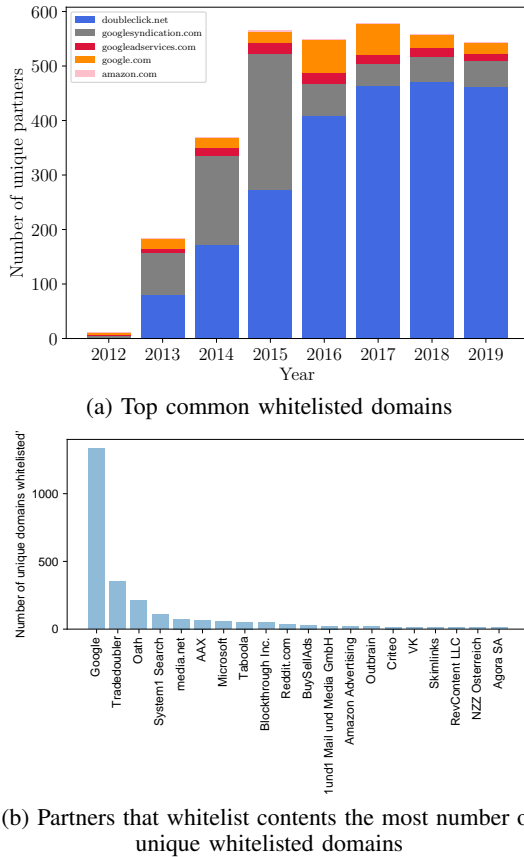 600
500
400
300
200
100
0
Number of unique partners
doubleclick.net
googlesyndication.com
googleadservices.com
google.com
amazon.com
2012 2013 2014 2015 2016 2017 2018 2019
Year
(a) Top common whitelisted domains
Number of unique domains whitelisted'
1000
500
0
Google
Tradedoubler
Oath
System1 Search
media.net
AAX
Microsoft
Taboola
Blockthrough Inc.
Reddit.com
BuySellAds
1und1 Mail und Media GmbH
Amazon Advertising
Outbrain
Criteo
VK
Skimlinks
RevContent LLC
NZZ Osterreich
Agora SA
(b) Partners that whitelist contents the most number o
unique whitelisted domains